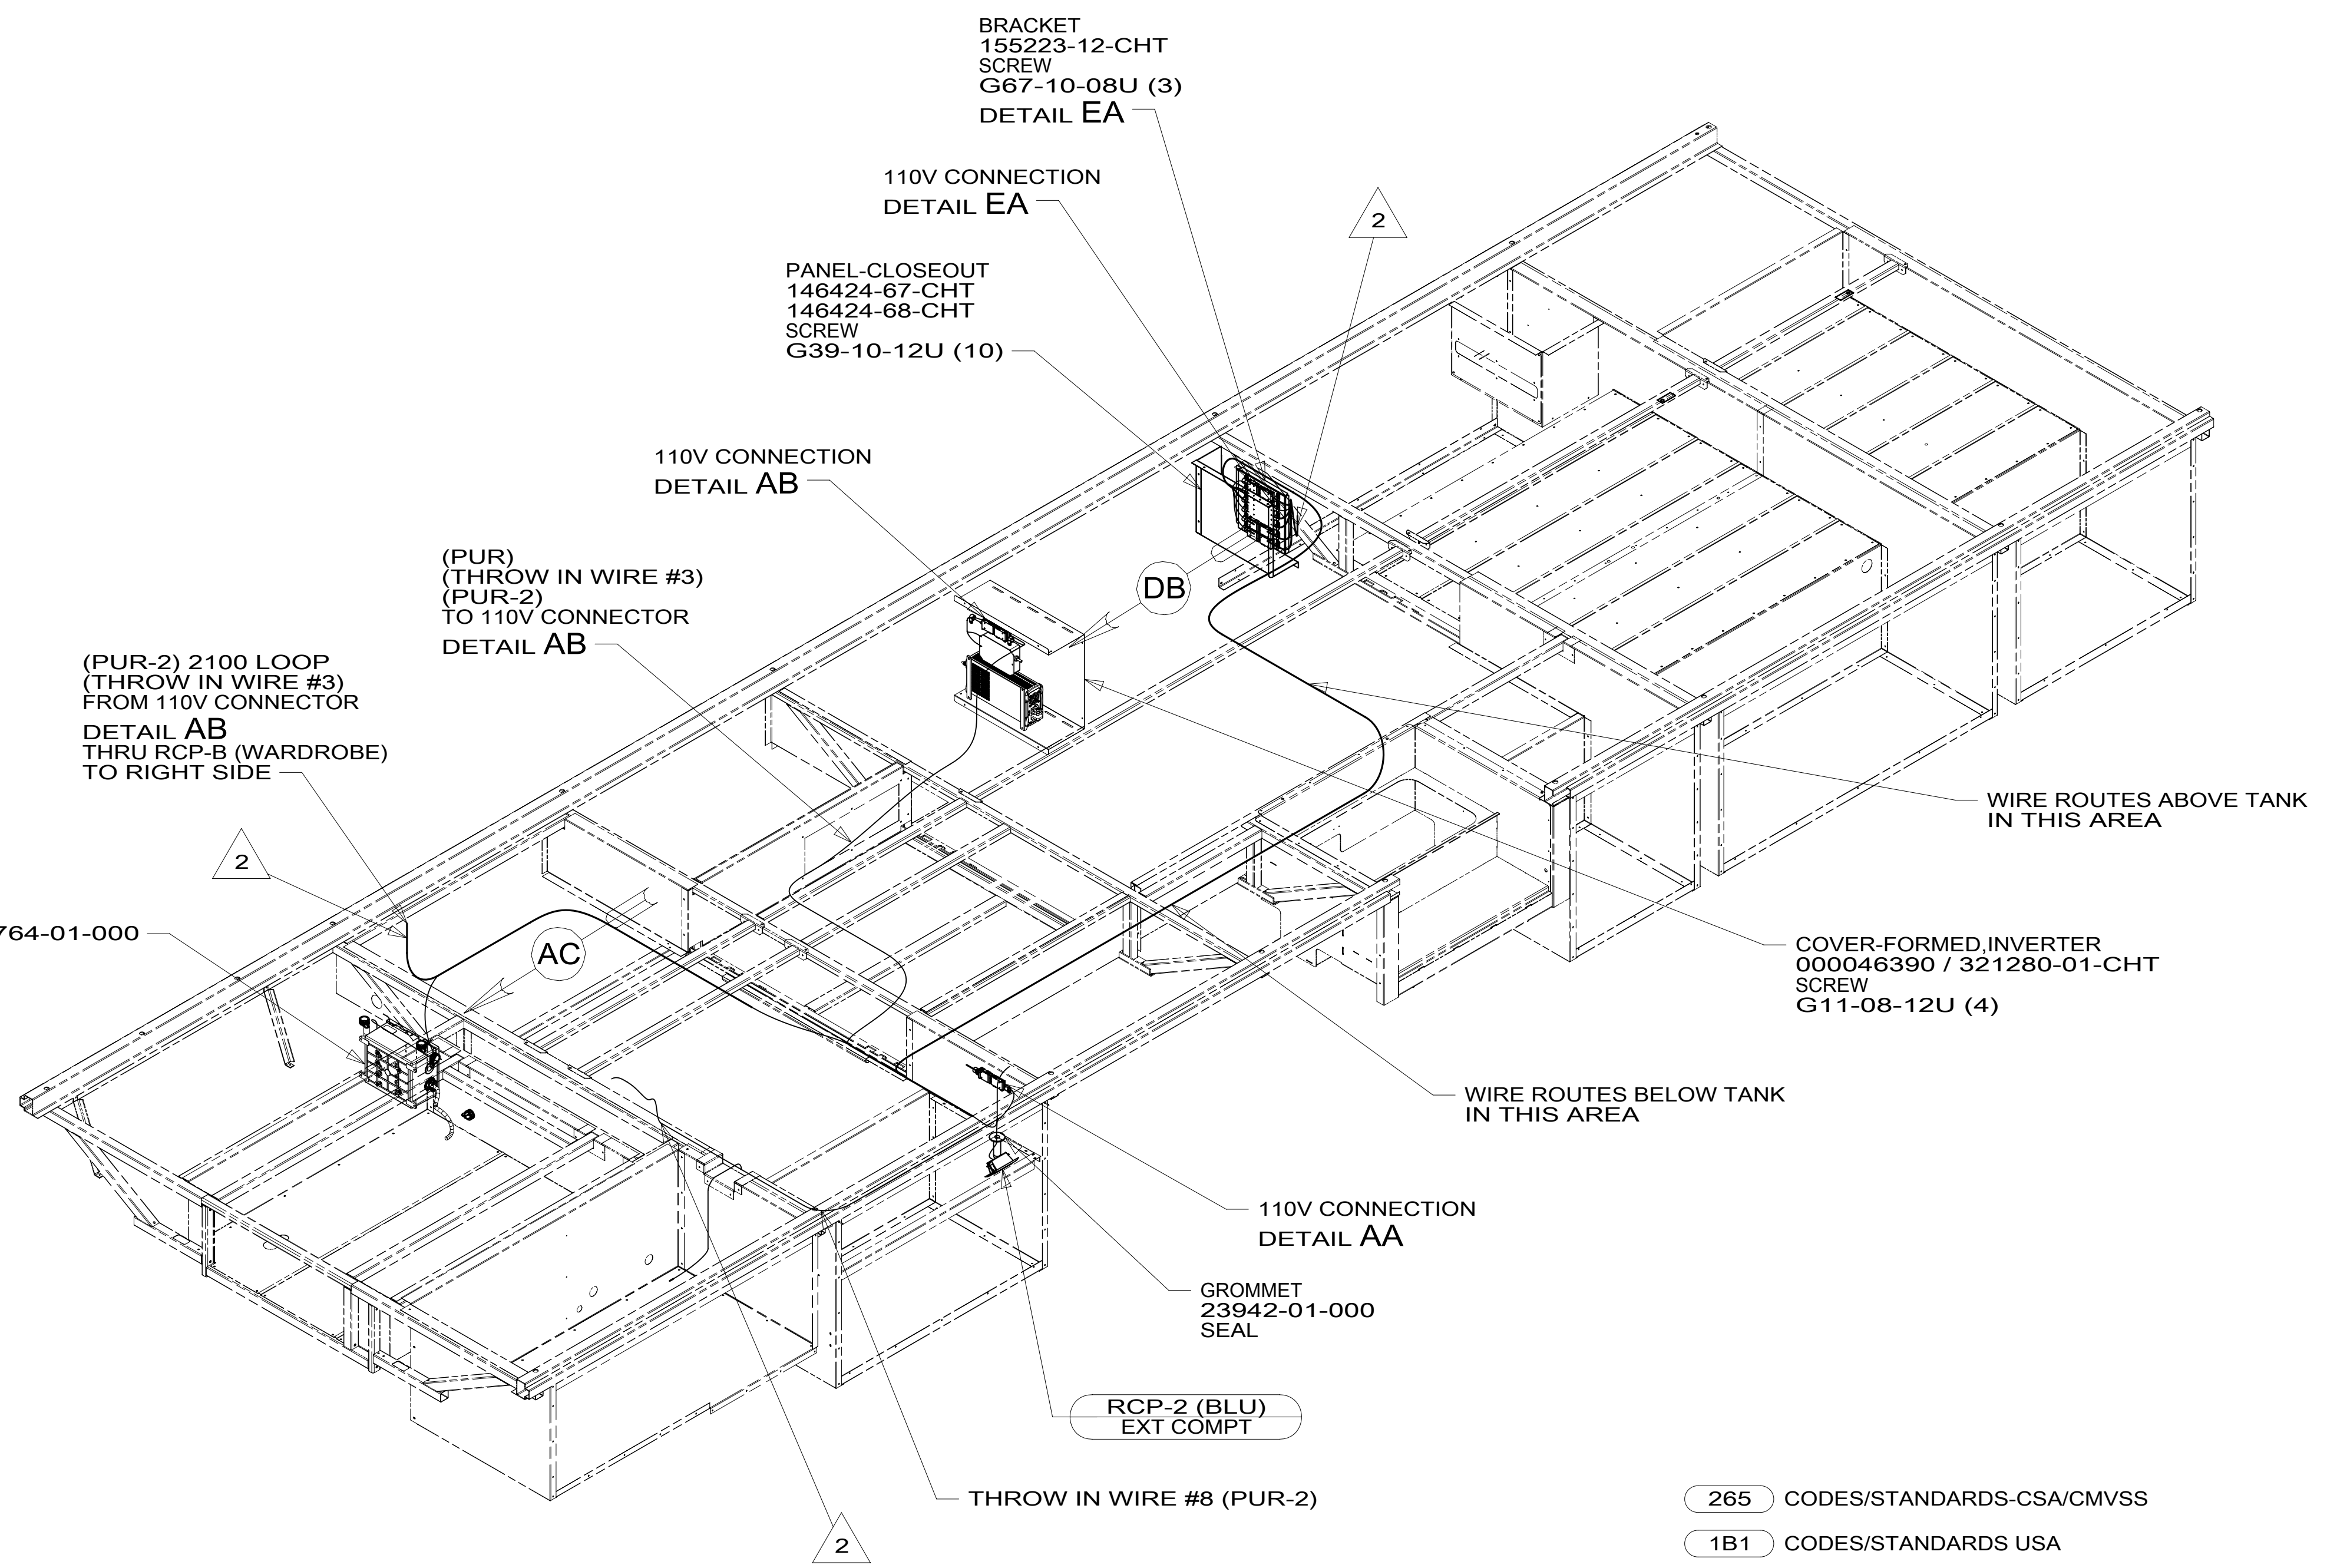 BRACKET
155223-12-CHT
SCREW
G67-10-08U (3)
DETAIL EA
110V CONNECTION
DETAIL EA
2
PANEL-CLOSEOUT
146424-67-CHT
146424-68-CHT
SCREW
G39-10-12U (10)
110V CONNECTION
DETAIL AB
(PUR)
(THROW IN WIRE #3)
(PUR-2)
TO 110V CONNECTOR
DETAIL AB
DB
(PUR-2) 2100 LOOP
(THROW IN WIRE #3)
FROM 110V CONNECTOR
DETAIL AB
THRU RCP-B (WARDROBE)
TO RIGHT SIDE
WIRE ROUTES ABOVE TANK
IN THIS AREA
2
764-01-000
AC
COVER-FORMED,INVERTER
000046390 / 321280-01-CHT
SCREW
G11-08-12U (4)
WIRE ROUTES BELOW TANK
IN THIS AREA
110V CONNECTION
DETAIL AA
GROMMET
23942-01-000
SEAL
RCP-2 (BLU)
EXT COMPT
THROW IN WIRE #8 (PUR-2)
2
265 CODES/STANDARDS-CSA/CMVSS
1B1 CODES/STANDARDS USA